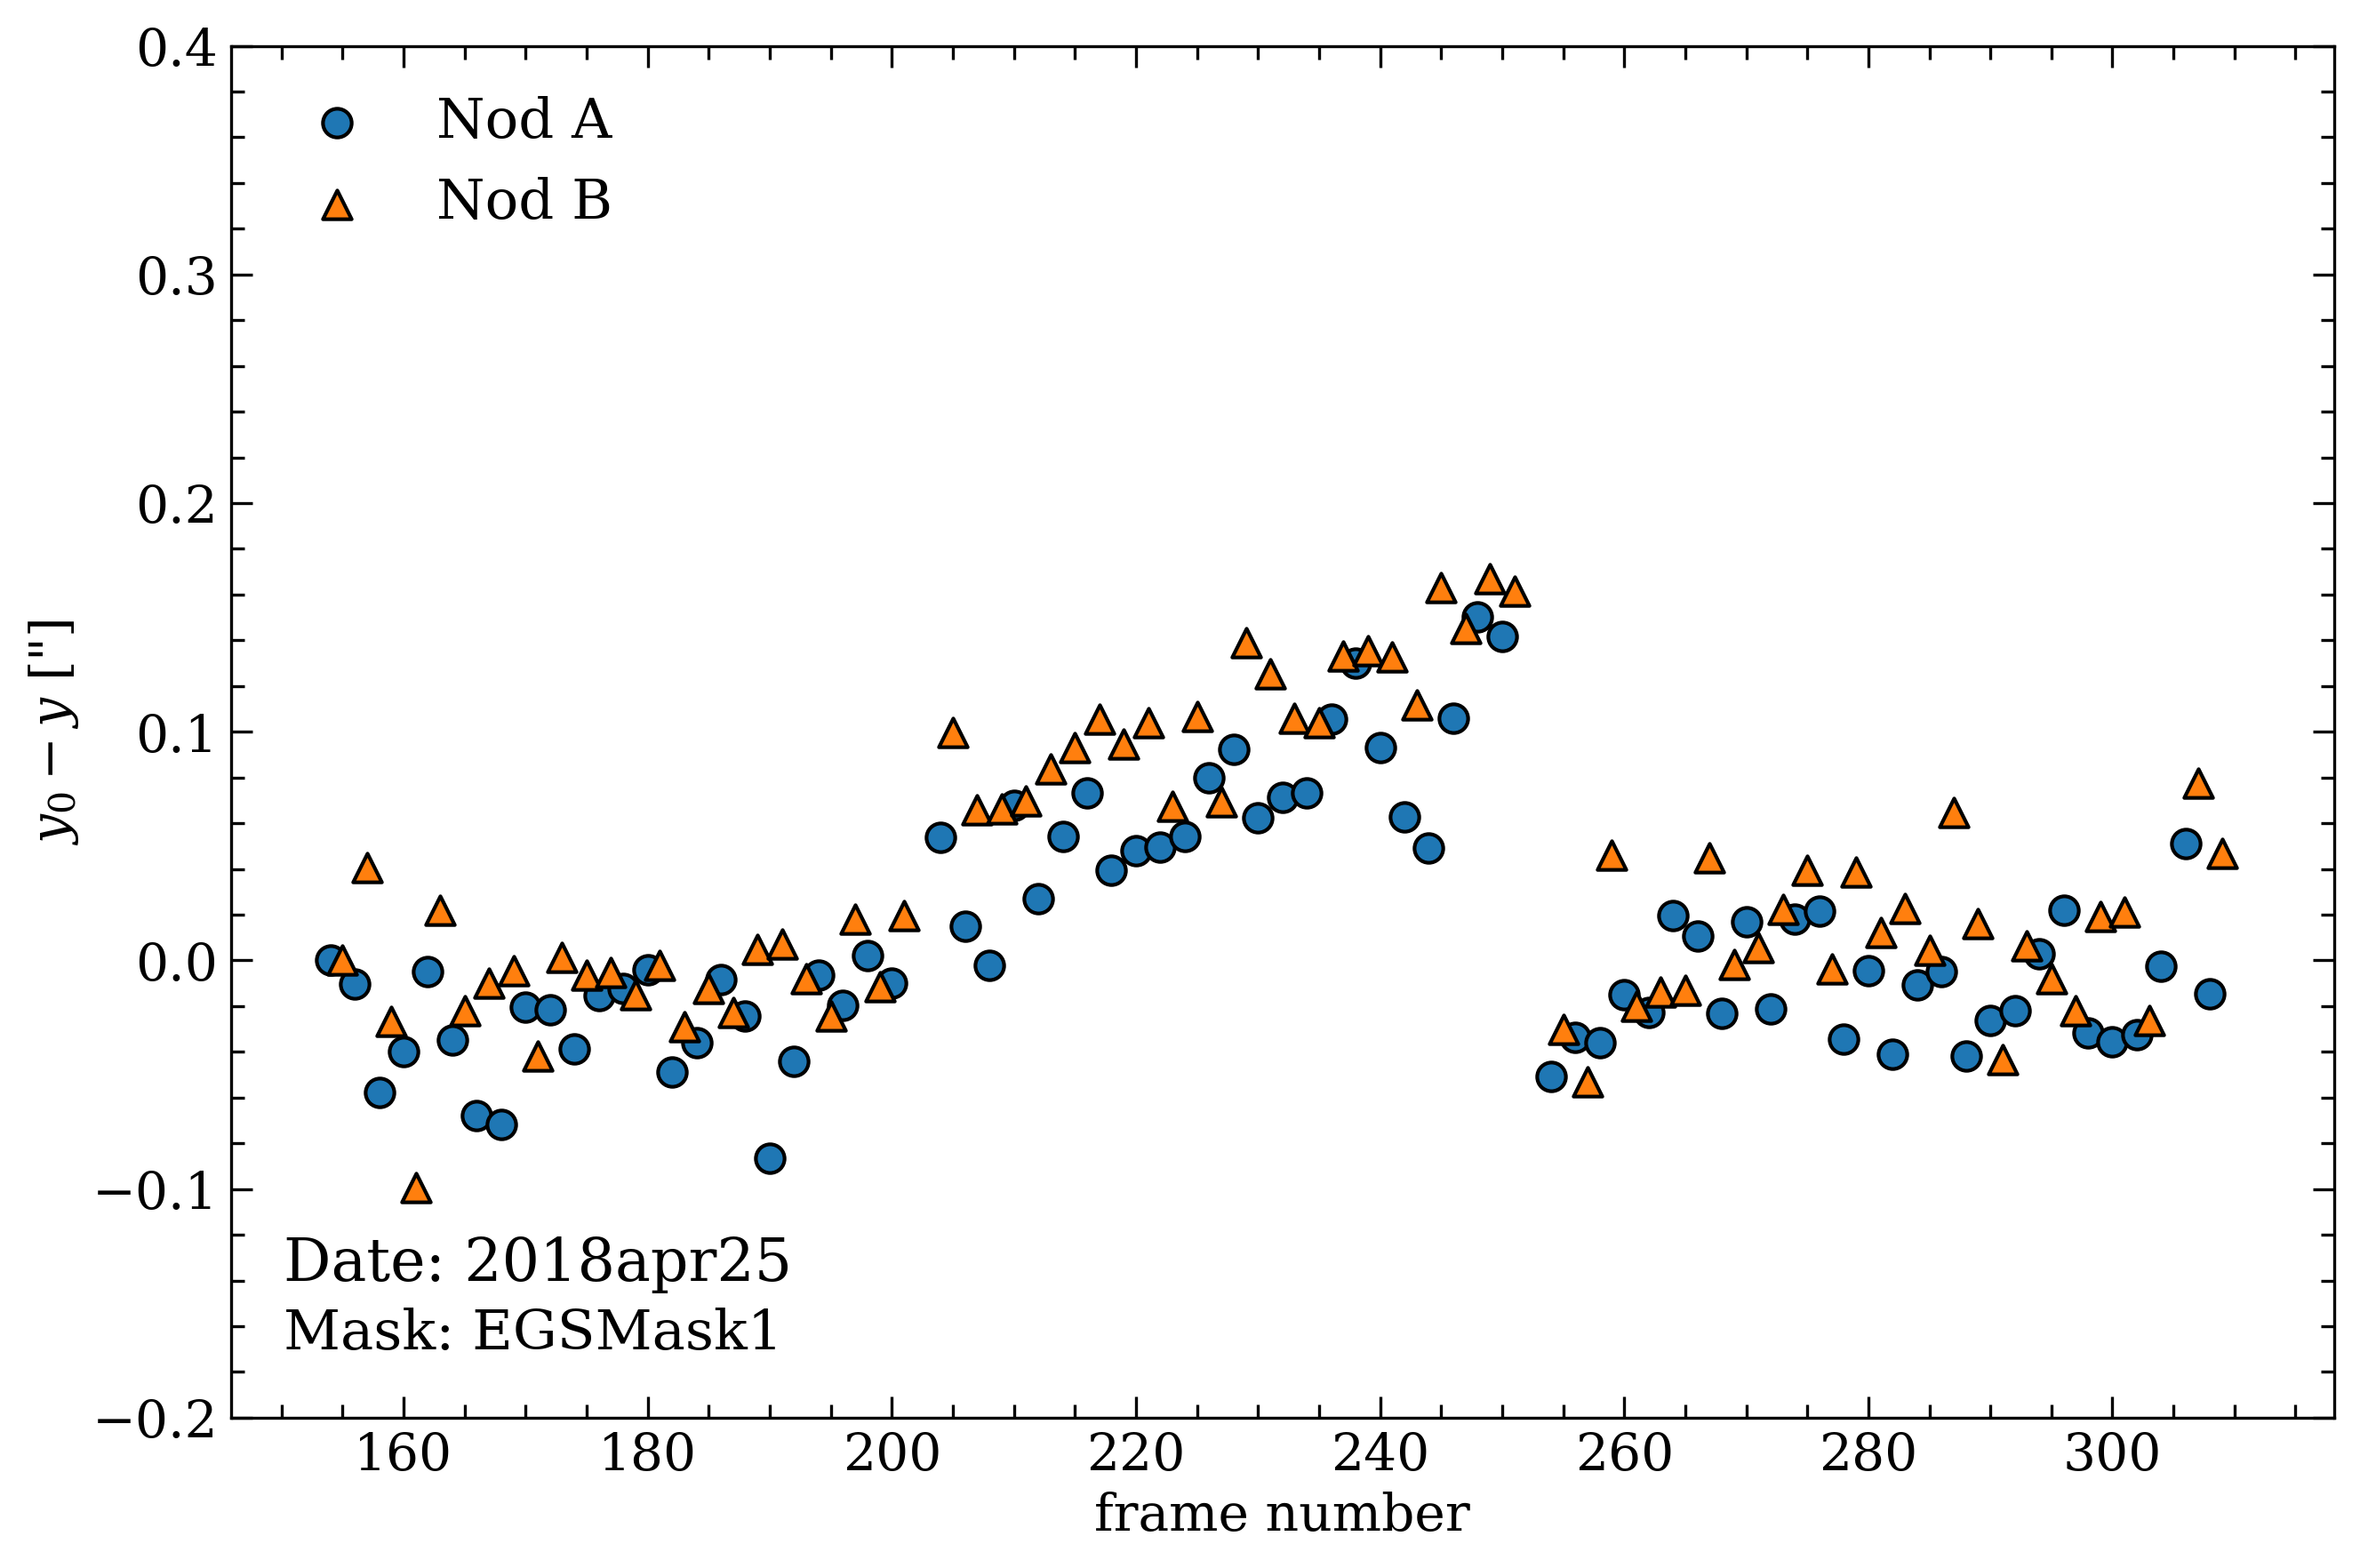 Nod A
Nod B
0.4
0.3
0.2
0.1
0.0
−0.1
−0.2
y₀ − y ["]
Date: 2018apr25
Mask: EGSMask1
160 180 200 220 240 260 280 300
frame number